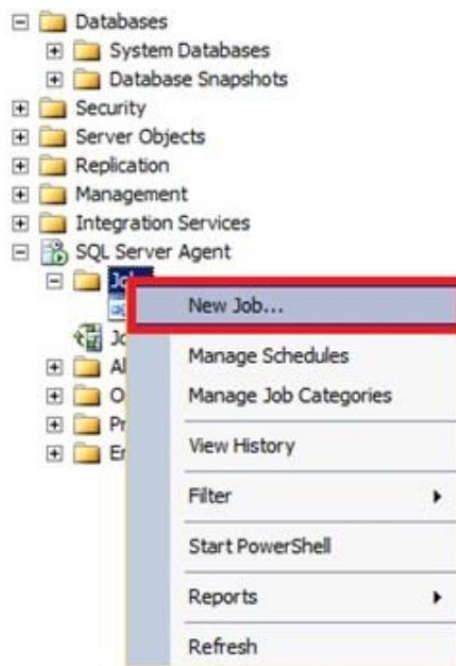 Databases
System Databases
Database Snapshots
Security
Server Objects
Replication
Management
Integration Services
SQL Server Agent
New Job...
Manage Schedules
Manage Job Categories
View History
Filter
Start PowerShell
Reports
Refresh